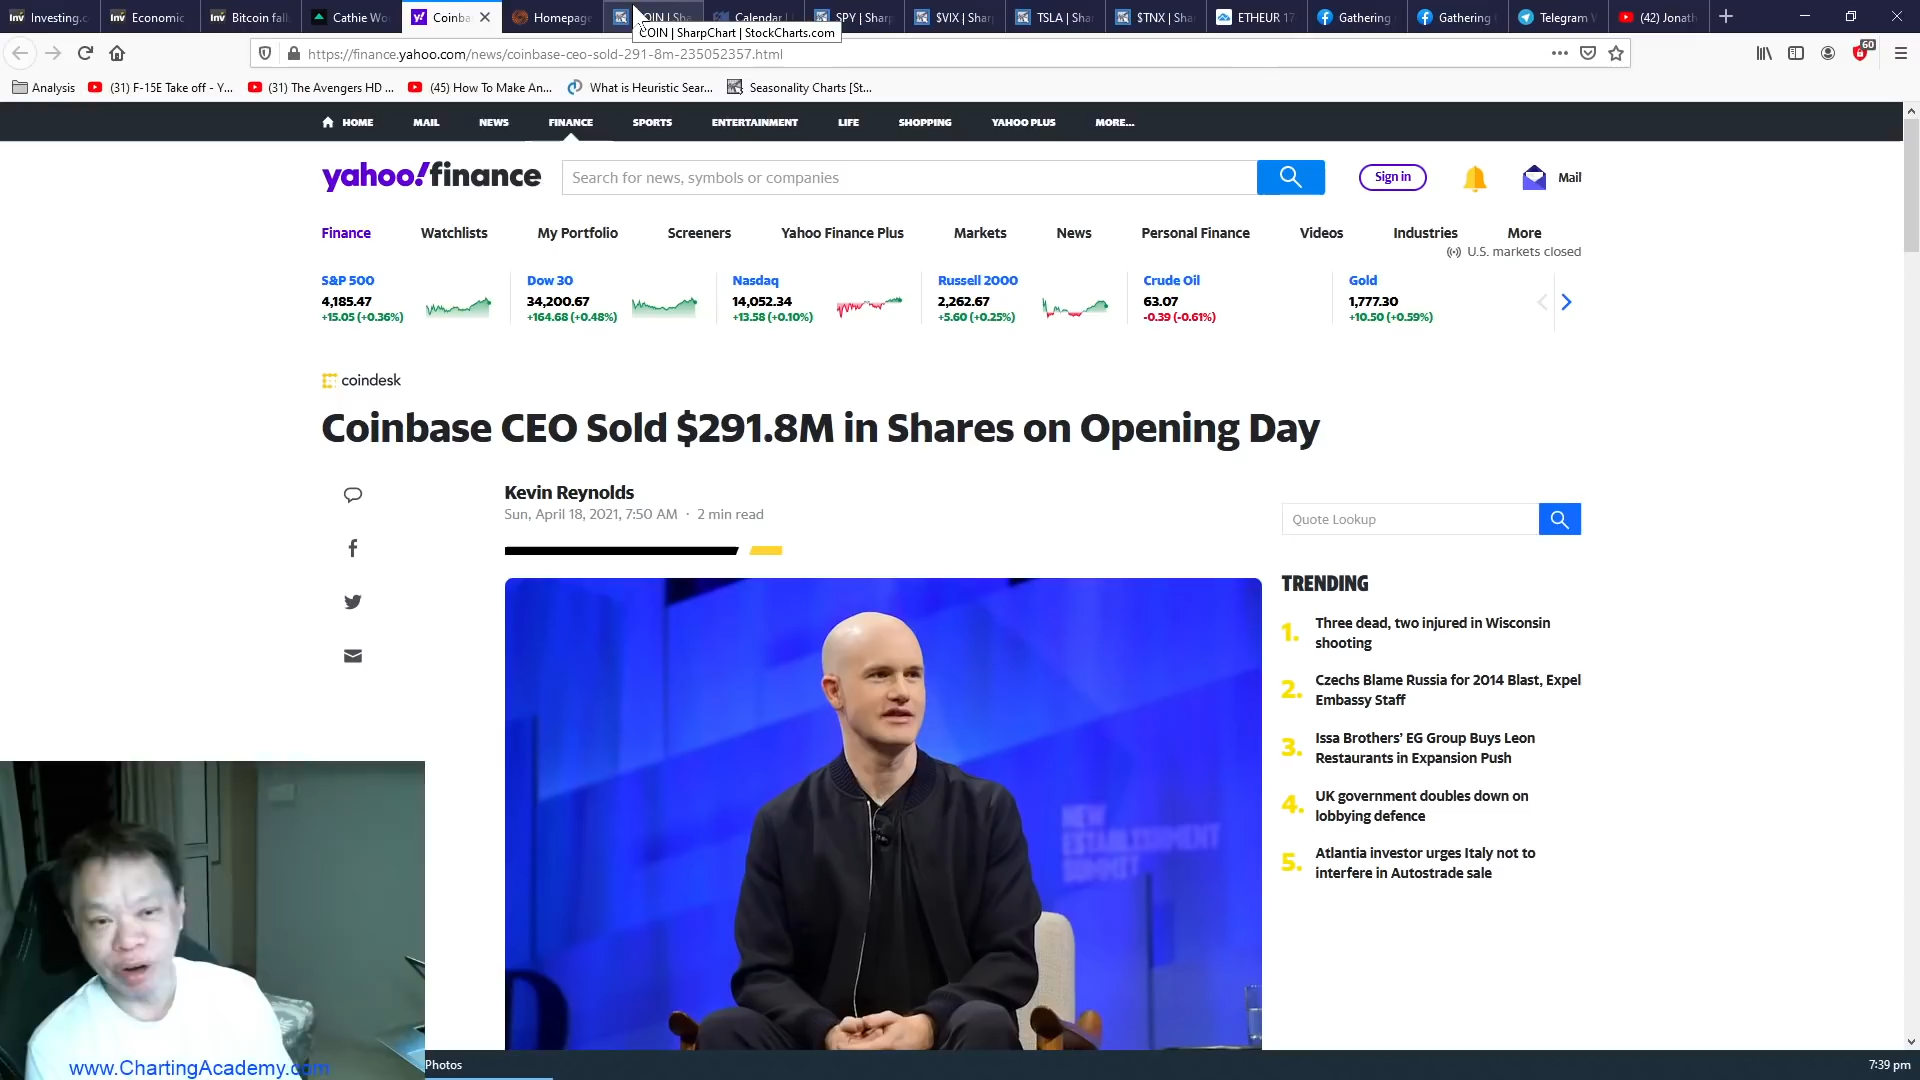 Investing.c
Economic
Bitcoin fal
Cathie Wo
Coinba
Homepage
COIN | Sha
Calendar
SPY | Sharp
$VIX | Shar
TSLA | Sha
$TNX | Sha
ETHEUR 17
Gathering
Gathering
Telegram
(42) Jonath
COIN | SharpChart | StockCharts.com
https://finance.yahoo.com/news/coinbase-ceo-sold-291-8m-235052357.html
60
Analysis
(31) F-15E Take off - Y...
(31) The Avengers HD ...
(45) How To Make An...
What is Heuristic Sear...
Seasonality Charts [St...
HOME MAIL NEWS FINANCE SPORTS ENTERTAINMENT LIFE SHOPPING YAHOO PLUS MORE...
yahoo!finance
Search for news, symbols or companies
Sign in
Mail
Finance Watchlists My Portfolio Screeners Yahoo Finance Plus Markets News Personal Finance Videos Industries More
U.S. markets closed
S&P 500
4,185.47
+15.05 (+0.36%)
Dow 30
34,200.67
+164.68 (+0.48%)
Nasdaq
14,052.34
+13.58 (+0.10%)
Russell 2000
2,262.67
+5.60 (+0.25%)
Crude Oil
63.07
-0.39 (-0.61%)
Gold
1,777.30
+10.50 (+0.59%)
coindesk
Coinbase CEO Sold $291.8M in Shares on Opening Day
Kevin Reynolds
Sun, April 18, 2021, 7:50 AM · 2 min read
Quote Lookup
TRENDING
1. Three dead, two injured in Wisconsin
shooting
2. Czechs Blame Russia for 2014 Blast, Expel
Embassy Staff
3. Issa Brothers' EG Group Buys Leon
Restaurants in Expansion Push
4. UK government doubles down on
lobbying defence
5. Atlantia investor urges Italy not to
interfere in Autostrade sale
NEW
ESTABLISHMENT
SUMMIT
www.ChartingAcademy.com
Photos
7:39 pm